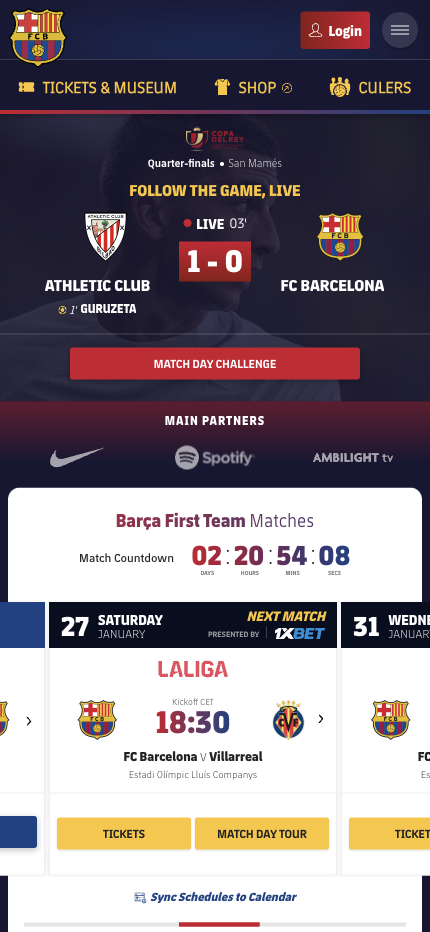 FCB
Login
TICKETS & MUSEUM
SHOP
CULERS
COPA
DEL REY
Quarter-finals • San Mamés
FOLLOW THE GAME, LIVE
ATHLETIC CLUB
LIVE 03'
1 - 0
FCB
ATHLETIC CLUB
FC BARCELONA
1' GURUZETA
MATCH DAY CHALLENGE
MAIN PARTNERS
Spotify
AMBILIGHT tv
Barça First Team Matches
Match Countdown
02 : 20 : 54 : 08
DAYS HOURS MINS SECS
27 SATURDAY JANUARY
NEXT MATCH
PRESENTED BY 1XBET
31 WEDNE
JANUAR
LALIGA
Kickoff CET
18:30
FC Barcelona V Villarreal
FC
Estadi Olímpic Lluís Companys
Es
TICKETS
MATCH DAY TOUR
TICKET
Sync Schedules to Calendar